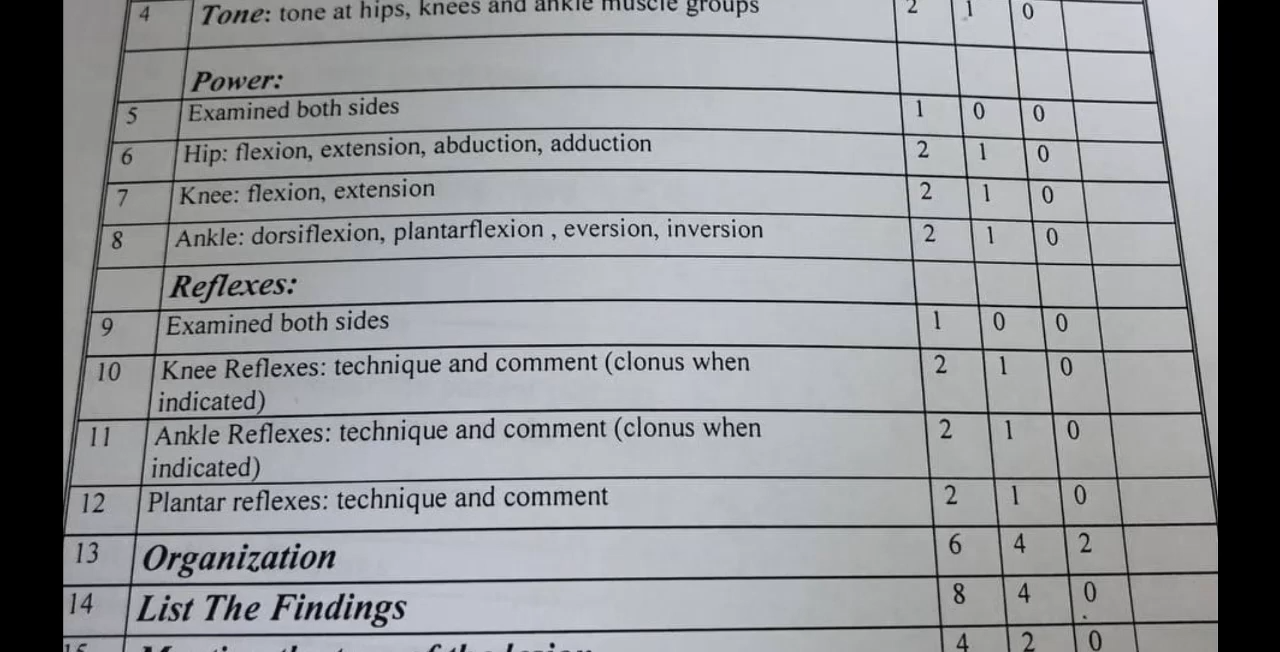 4 Tone: tone at hips, knees and ankle muscle groups 2 1 0
Power:
5 Examined both sides 1 0 0
6 Hip: flexion, extension, abduction, adduction 2 1 0
7 Knee: flexion, extension 2 1 0
8 Ankle: dorsiflexion, plantarflexion , eversion, inversion 2 1 0
Reflexes:
9 Examined both sides 1 0 0
10 Knee Reflexes: technique and comment (clonus when 2 1 0
indicated)
11 Ankle Reflexes: technique and comment (clonus when 2 1 0
indicated)
12 Plantar reflexes: technique and comment 2 1 0
13 Organization 6 4 2
14 List The Findings 8 4 0
4 2 0